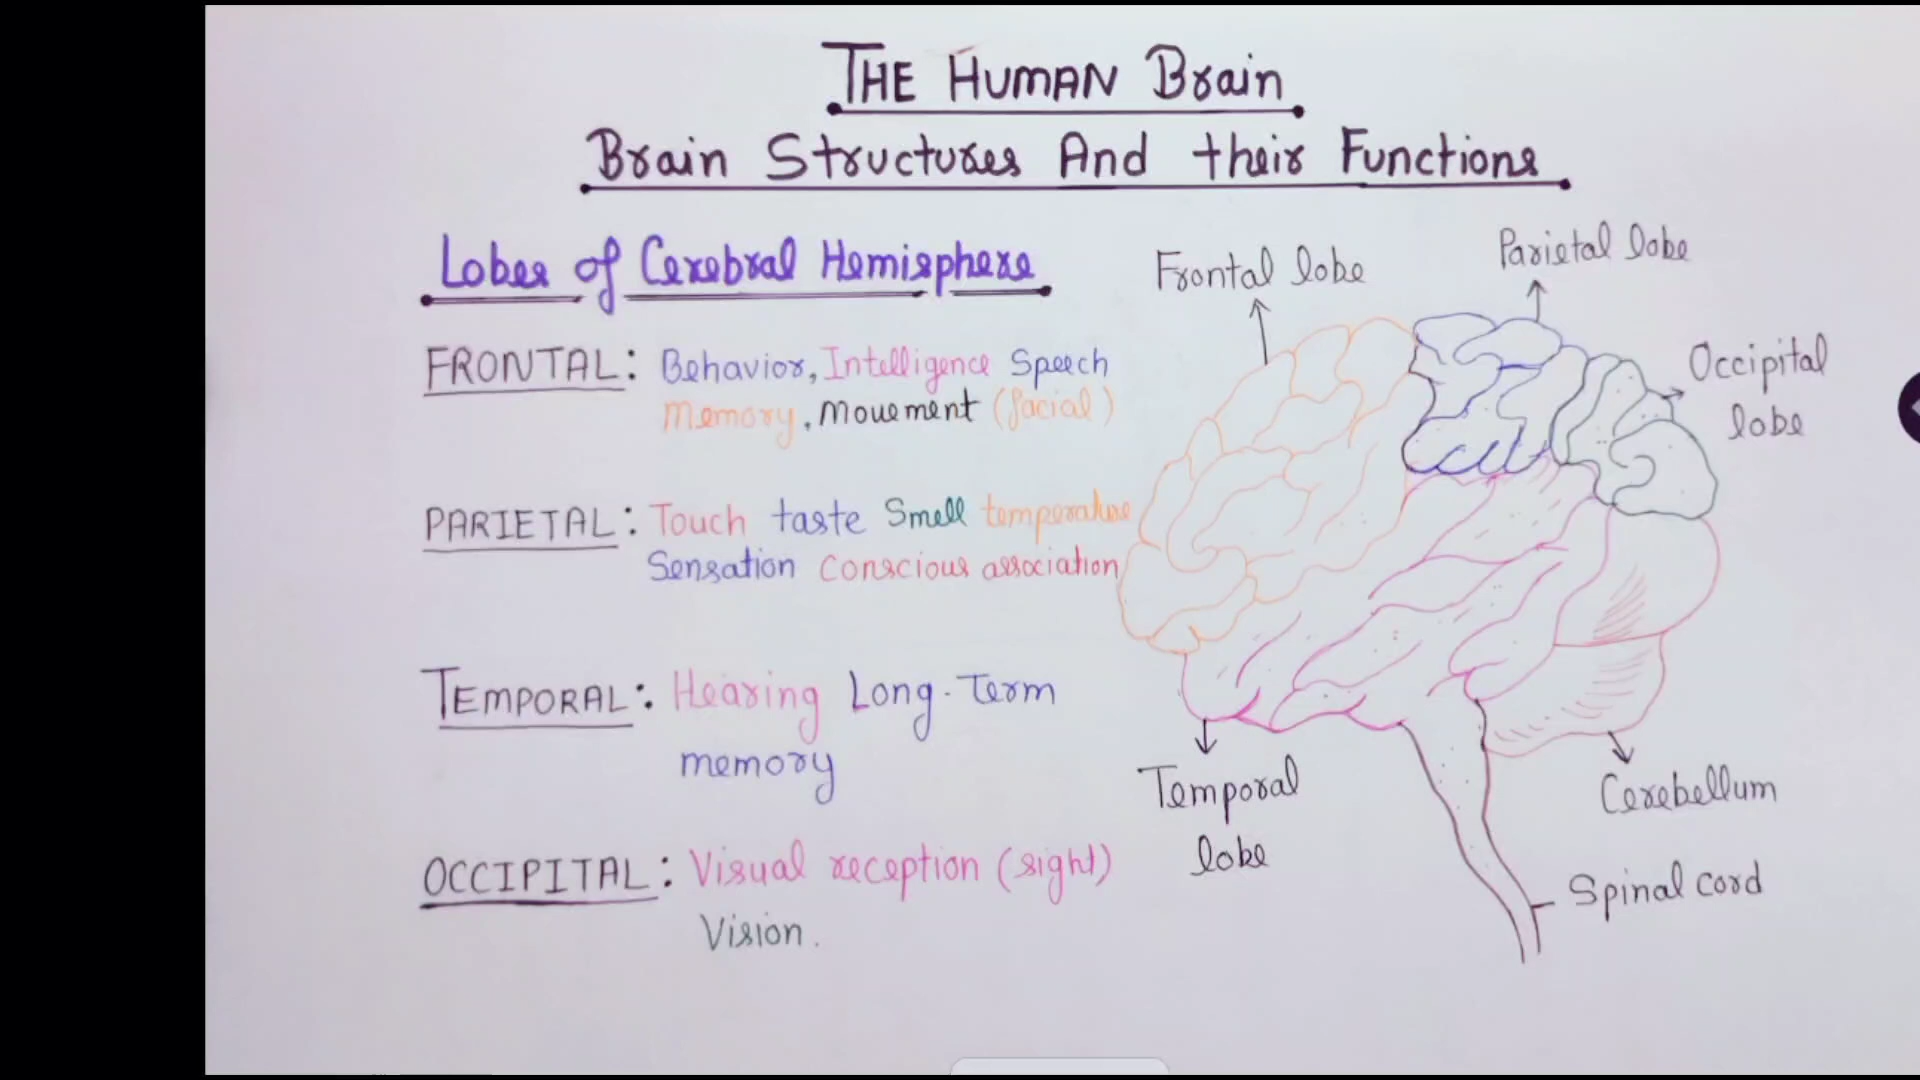 THE HUMAN Brain
Brain Structures And their Functions
Lobes of Cerebral Hemisphere
FRONTAL: Behavior, Intelligence Speech
Memory, Movement (facial)
PARIETAL: Touch taste Smell temperature
Sensation Conscious association
TEMPORAL: Hearing Long-Term
memory
OCCIPITAL: Visual reception (sight)
Vision.
Frontal lobe
Parietal lobe
Occipital
lobe
Temporal
lobe
Cerebellum
Spinal cord